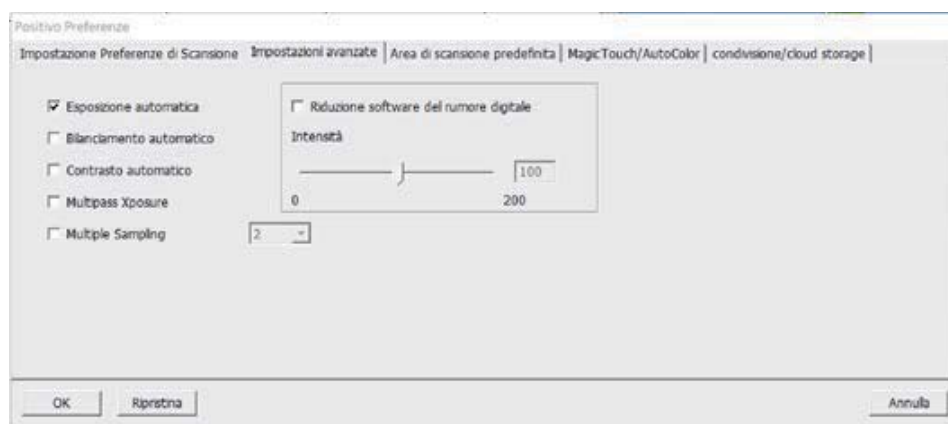 Positivo Preferenze
Impostazione Preferenze di Scansione Impostazioni avanzate Area di scansione predefinita MagicTouch/AutoColor condivisione/cloud storage
Esposizione automatica
Riduzione software del rumore digitale
Bilanciamento automatico
Intensità
Contrasto automatico
100
Multipass Xposure
0 200
Multiple Sampling
2
OK Ripristina Annulla